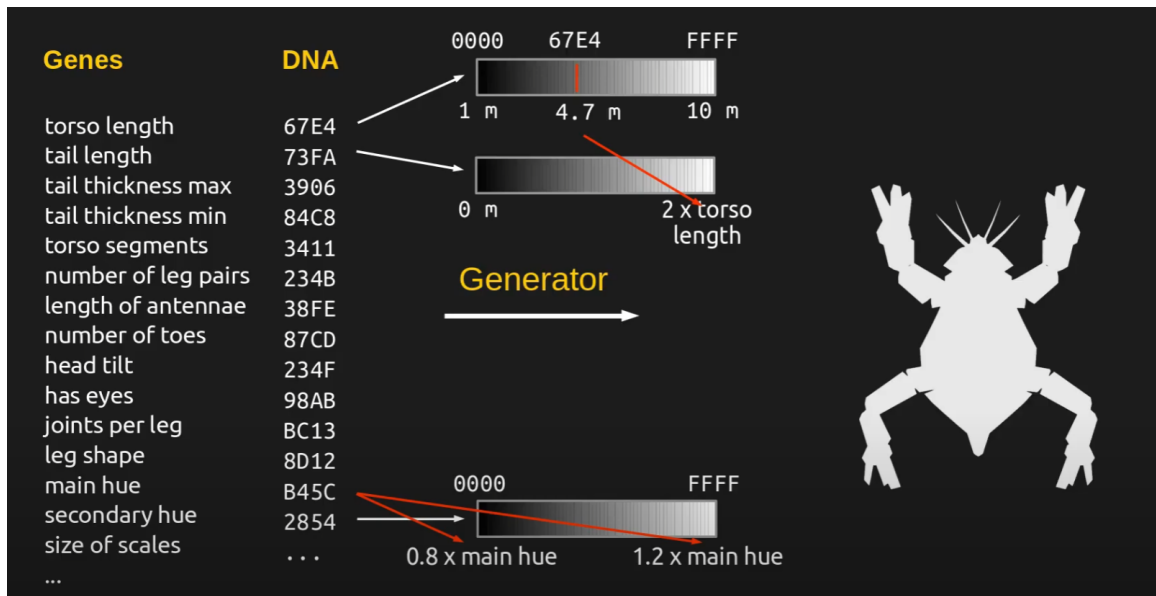 Genes DNA
torso length 67E4
tail length 73FA
tail thickness max 3906
tail thickness min 84C8
torso segments 3411
number of leg pairs 234B
length of antennae 38FE
number of toes 87CD
head tilt 234F
has eyes 98AB
joints per leg BC13
leg shape 8D12
main hue B45C
secondary hue 2854
size of scales ...
...
0000 67E4 FFFF
1 m 4.7 m 10 m
0 m 2 x torso
length
Generator
0000 FFFF
0.8 x main hue 1.2 x main hue